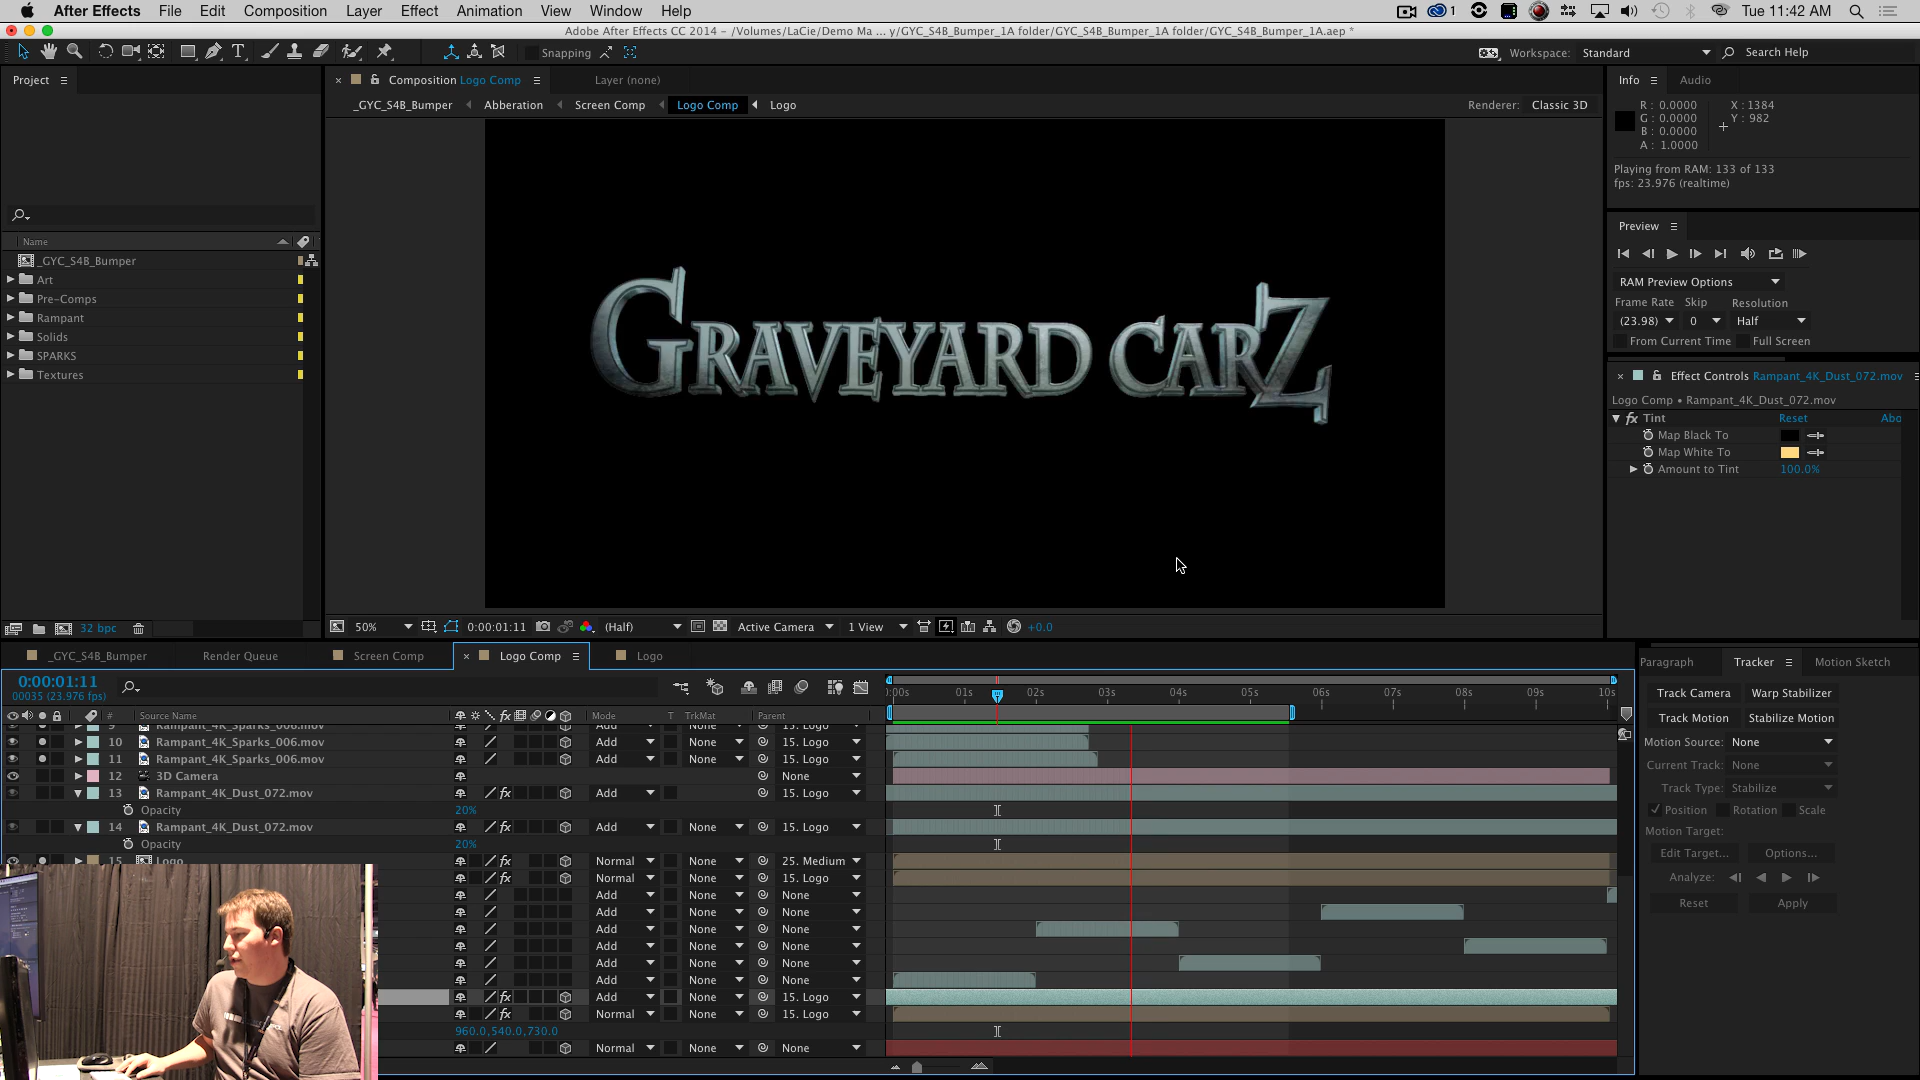 After Effects File Edit Composition Layer Effect Animation View Window Help 1 Tue 11:42 AM
Adobe After Effects CC 2014 - /Volumes/LaCie/Demo Ma ... y/GYC_S4B_Bumper_1A folder/GYC_S4B_Bumper_1A folder/GYC_S4B_Bumper_1A.aep *
T Snapping Workspace: Standard Search Help
Project
Composition Logo Comp Layer (none)
_GYC_S4B_Bumper Abberation Screen Comp Logo Comp Logo Renderer: Classic 3D
Name
_GYC_S4B_Bumper
Art
Pre-Comps
Rampant
Solids
SPARKS
Textures
32 bpc
GRAVEYARD CARZ
50% 0:00:01:11 (Half) Active Camera 1 View +0.0
Info Audio
R : 0.0000 X : 1384
G : 0.0000 Y : 982
B : 0.0000
A : 1.0000
Playing from RAM: 133 of 133
fps: 23.976 (realtime)
Preview
RAM Preview Options
Frame Rate Skip Resolution
(23.98) 0 Half
From Current Time Full Screen
Effect Controls Rampant_4K_Dust_072.mov
Logo Comp • Rampant_4K_Dust_072.mov
fx Tint Reset Abo
Map Black To
Map White To
Amount to Tint 100.0%
_GYC_S4B_Bumper Render Queue Screen Comp Logo Comp Logo
0:00:01:11
00035 (23.976 fps)
:00s 01s 02s 03s 04s 05s 06s 07s 08s 09s 10s
# Source Name fx Mode T TrkMat Parent
9 Rampant_4K_Sparks_006.mov Add None 15. Logo
10 Rampant_4K_Sparks_006.mov Add None 15. Logo
11 Rampant_4K_Sparks_006.mov Add None 15. Logo
12 3D Camera None
13 Rampant_4K_Dust_072.mov fx Add 15. Logo
Opacity 20%
14 Rampant_4K_Dust_072.mov fx Add None 15. Logo
Opacity 20%
15 Logo fx Normal None 25. Medium
fx Normal None 15. Logo
Add None None
Add None None
Add None None
Add None None
Add None None
Add None None
fx Add None 15. Logo
fx Normal None 15. Logo
960.0,540.0,730.0
Normal None None
Paragraph Tracker Motion Sketch
Track Camera Warp Stabilizer
Track Motion Stabilize Motion
Motion Source: None
Current Track: None
Track Type: Stabilize
Position Rotation Scale
Motion Target:
Edit Target... Options...
Analyze:
Reset Apply